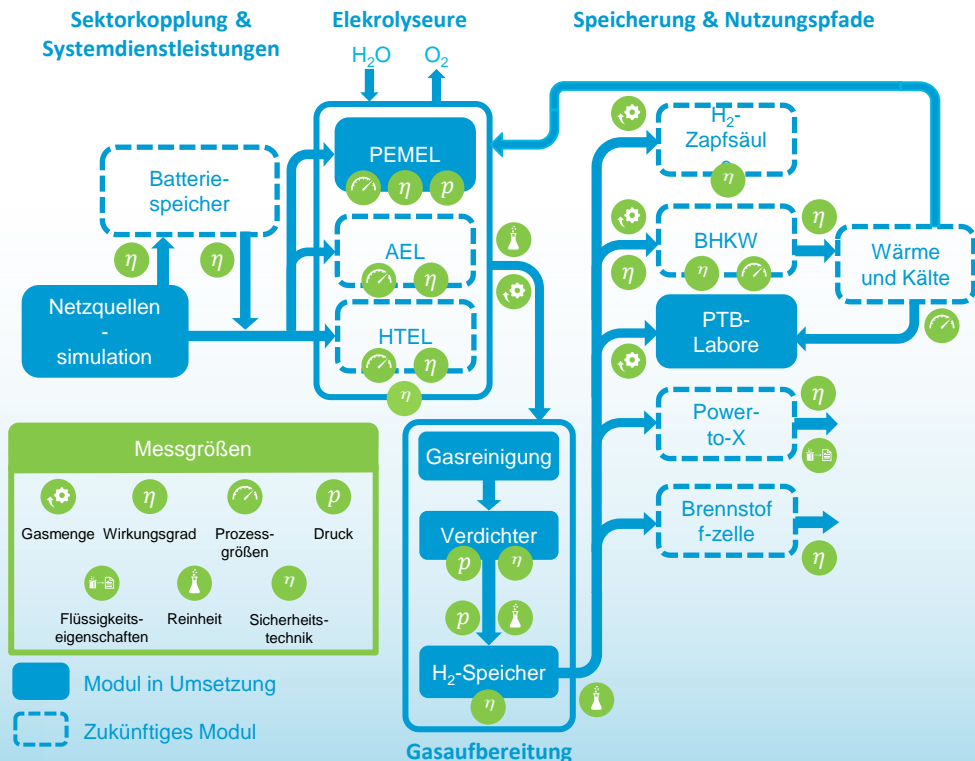 Sektorkopplung &
Systemdienstleistungen
Elekrolyseure
Speicherung & Nutzungspfade
H₂O
O₂
Batterie-
speicher
η
η
Netzquellen
-
simulation
PEMEL
η
p
AEL
η
HTEL
η
η
H₂-
Zapfsäul
e
η
BHKW
η
η
η
Wärme
und Kälte
PTB-
Labore
Power-
to-X
η
Brennstof
f-zelle
η
Gasreinigung
Verdichter
p
η
p
H₂-Speicher
η
Gasaufbereitung
Messgrößen
η
p
Gasmenge
Wirkungsgrad
Prozess-
größen
Druck
η
Flüssigkeits-
eigenschaften
Reinheit
Sicherheits-
technik
Modul in Umsetzung
Zukünftiges Modul